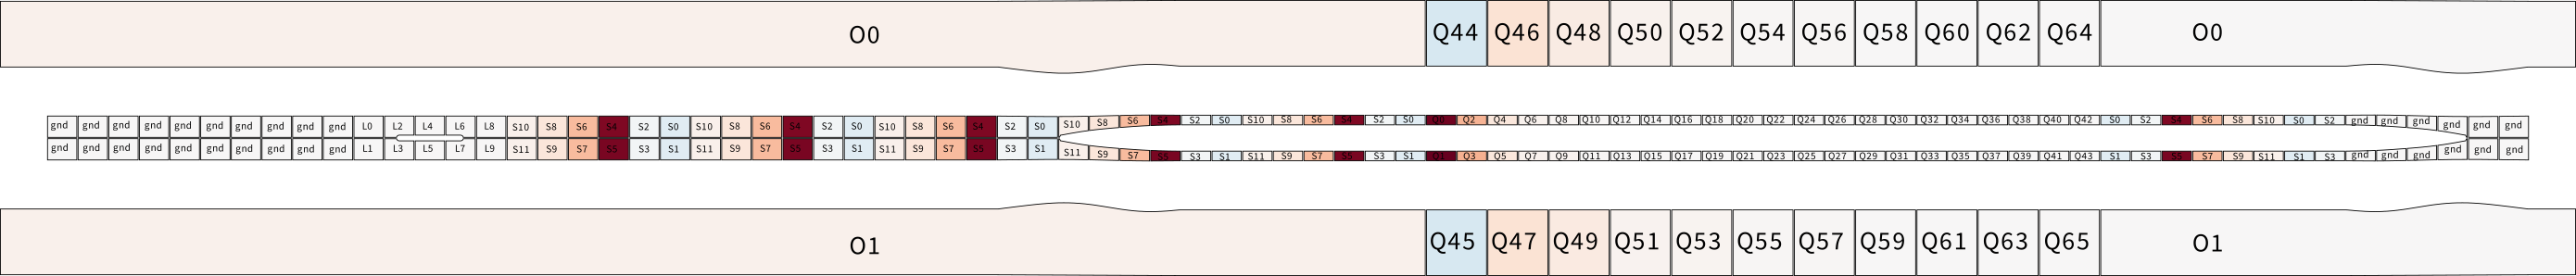 O0 Q44 Q46 Q48 Q50 Q52 Q54 Q56 Q58 Q60 Q62 Q64 O0
gnd gnd gnd gnd gnd gnd gnd gnd gnd gnd L0 L2 L4 L6 L8 S10 S8 S6 S4 S2 S0 S10 S8 S6 S4 S2 S0 S10 S8 S6 S4 S2 S0 S10 S8 S6 S4 S2 S0 S10 S8 S6 S4 S2 S0 Q0 Q2 Q4 Q6 Q8 Q10 Q12 Q14 Q16 Q18 Q20 Q22 Q24 Q26 Q28 Q30 Q32 Q34 Q36 Q38 Q40 Q42 S0 S2 S4 S6 S8 S10 S0 S2 gnd gnd gnd gnd gnd gnd
gnd gnd gnd gnd gnd gnd gnd gnd gnd gnd L1 L3 L5 L7 L9 S11 S9 S7 S5 S3 S1 S11 S9 S7 S5 S3 S1 S11 S9 S7 S5 S3 S1 S11 S9 S7 S5 S3 S1 S11 S9 S7 S5 S3 S1 Q1 Q3 Q5 Q7 Q9 Q11 Q13 Q15 Q17 Q19 Q21 Q23 Q25 Q27 Q29 Q31 Q33 Q35 Q37 Q39 Q41 Q43 S1 S3 S5 S7 S9 S11 S1 S3 gnd gnd gnd gnd gnd gnd
O1 Q45 Q47 Q49 Q51 Q53 Q55 Q57 Q59 Q61 Q63 Q65 O1